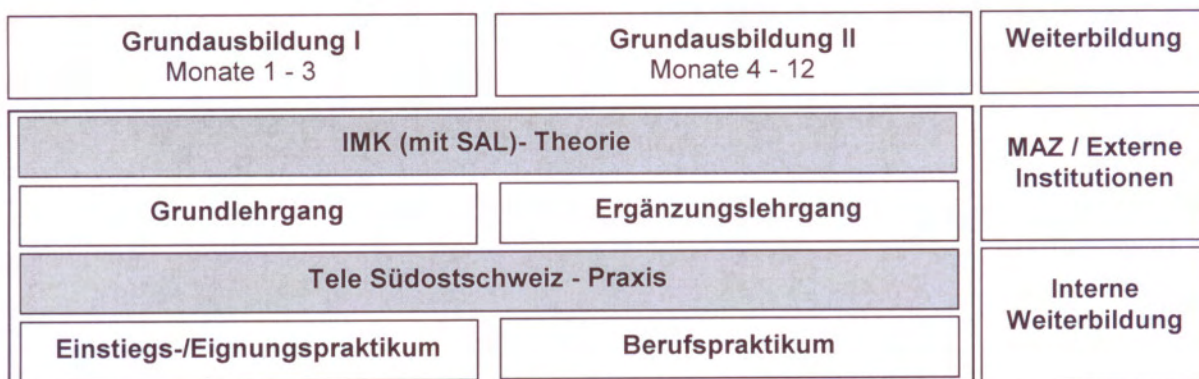 Grundausbildung I
Monate 1 - 3
Grundausbildung II
Monate 4 - 12
Weiterbildung
IMK (mit SAL)- Theorie
MAZ / Externe
Institutionen
Grundlehrgang
Ergänzungslehrgang
Tele Südostschweiz - Praxis
Interne
Weiterbildung
Einstiegs-/Eignungspraktikum
Berufspraktikum